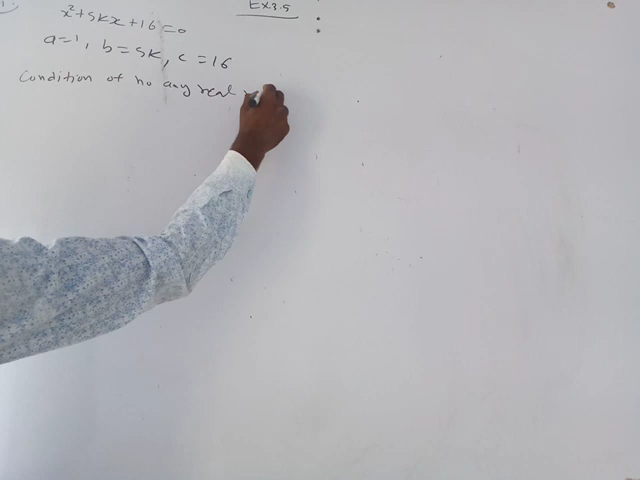 Ex 3.5
x²+5kx+16=0
a=1, b=5k, c=16
Condition of no any real